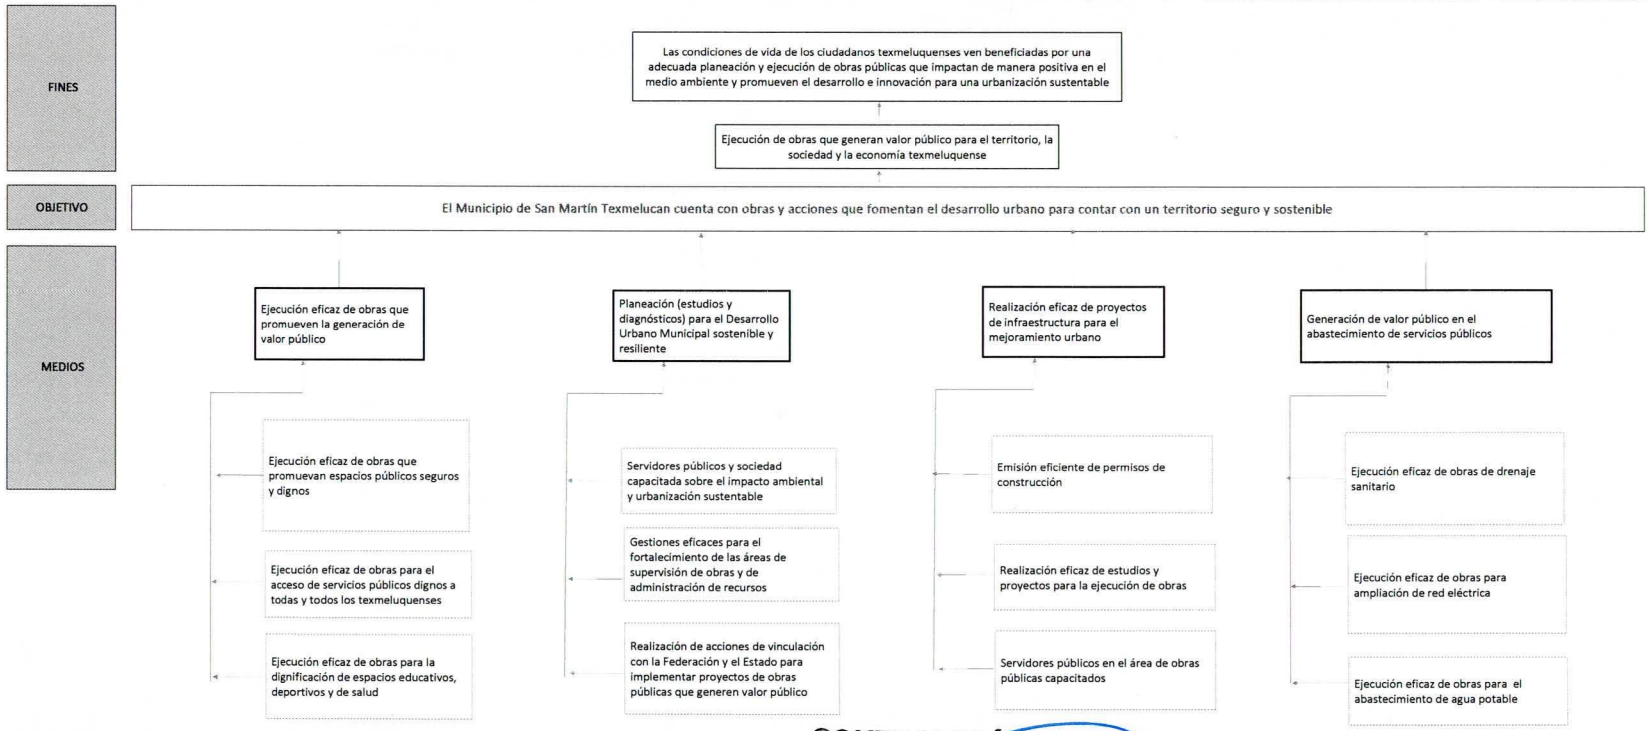 FINES
Las condiciones de vida de los ciudadanos texmeluquenses ven beneficiadas por una
adecuada planeación y ejecución de obras públicas que impactan de manera positiva en el
medio ambiente y promueven el desarrollo e innovación para una urbanización sustentable
Ejecución de obras que generan valor público para el territorio, la
sociedad y la economía texmeluquense
OBJETIVO
El Municipio de San Martín Texmelucan cuenta con obras y acciones que fomentan el desarrollo urbano para contar con un territorio seguro y sostenible
MEDIOS
Ejecución eficaz de obras que
promueven la generación de
valor público
Ejecución eficaz de obras que
promuevan espacios públicos seguros
y dignos
Ejecución eficaz de obras para el
acceso de servicios públicos dignos a
todas y todos los texmeluquenses
Ejecución eficaz de obras para la
dignificación de espacios educativos,
deportivos y de salud
Planeación (estudios y
diagnósticos) para el Desarrollo
Urbano Municipal sostenible y
resiliente
Servidores públicos y sociedad
capacitada sobre el impacto ambiental
y urbanización sustentable
Gestiones eficaces para el
fortalecimiento de las áreas de
supervisión de obras y de
administración de recursos
Realización de acciones de vinculación
con la Federación y el Estado para
implementar proyectos de obras
públicas que generen valor público
Realización eficaz de proyectos
de infraestructura para el
mejoramiento urbano
Emisión eficiente de permisos de
construcción
Realización eficaz de estudios y
proyectos para la ejecución de obras
Servidores públicos en el área de obras
públicas capacitados
Generación de valor público en el
abastecimiento de servicios públicos
Ejecución eficaz de obras de drenaje
sanitario
Ejecución eficaz de obras para
ampliación de red eléctrica
Ejecución eficaz de obras para el
abastecimiento de agua potable